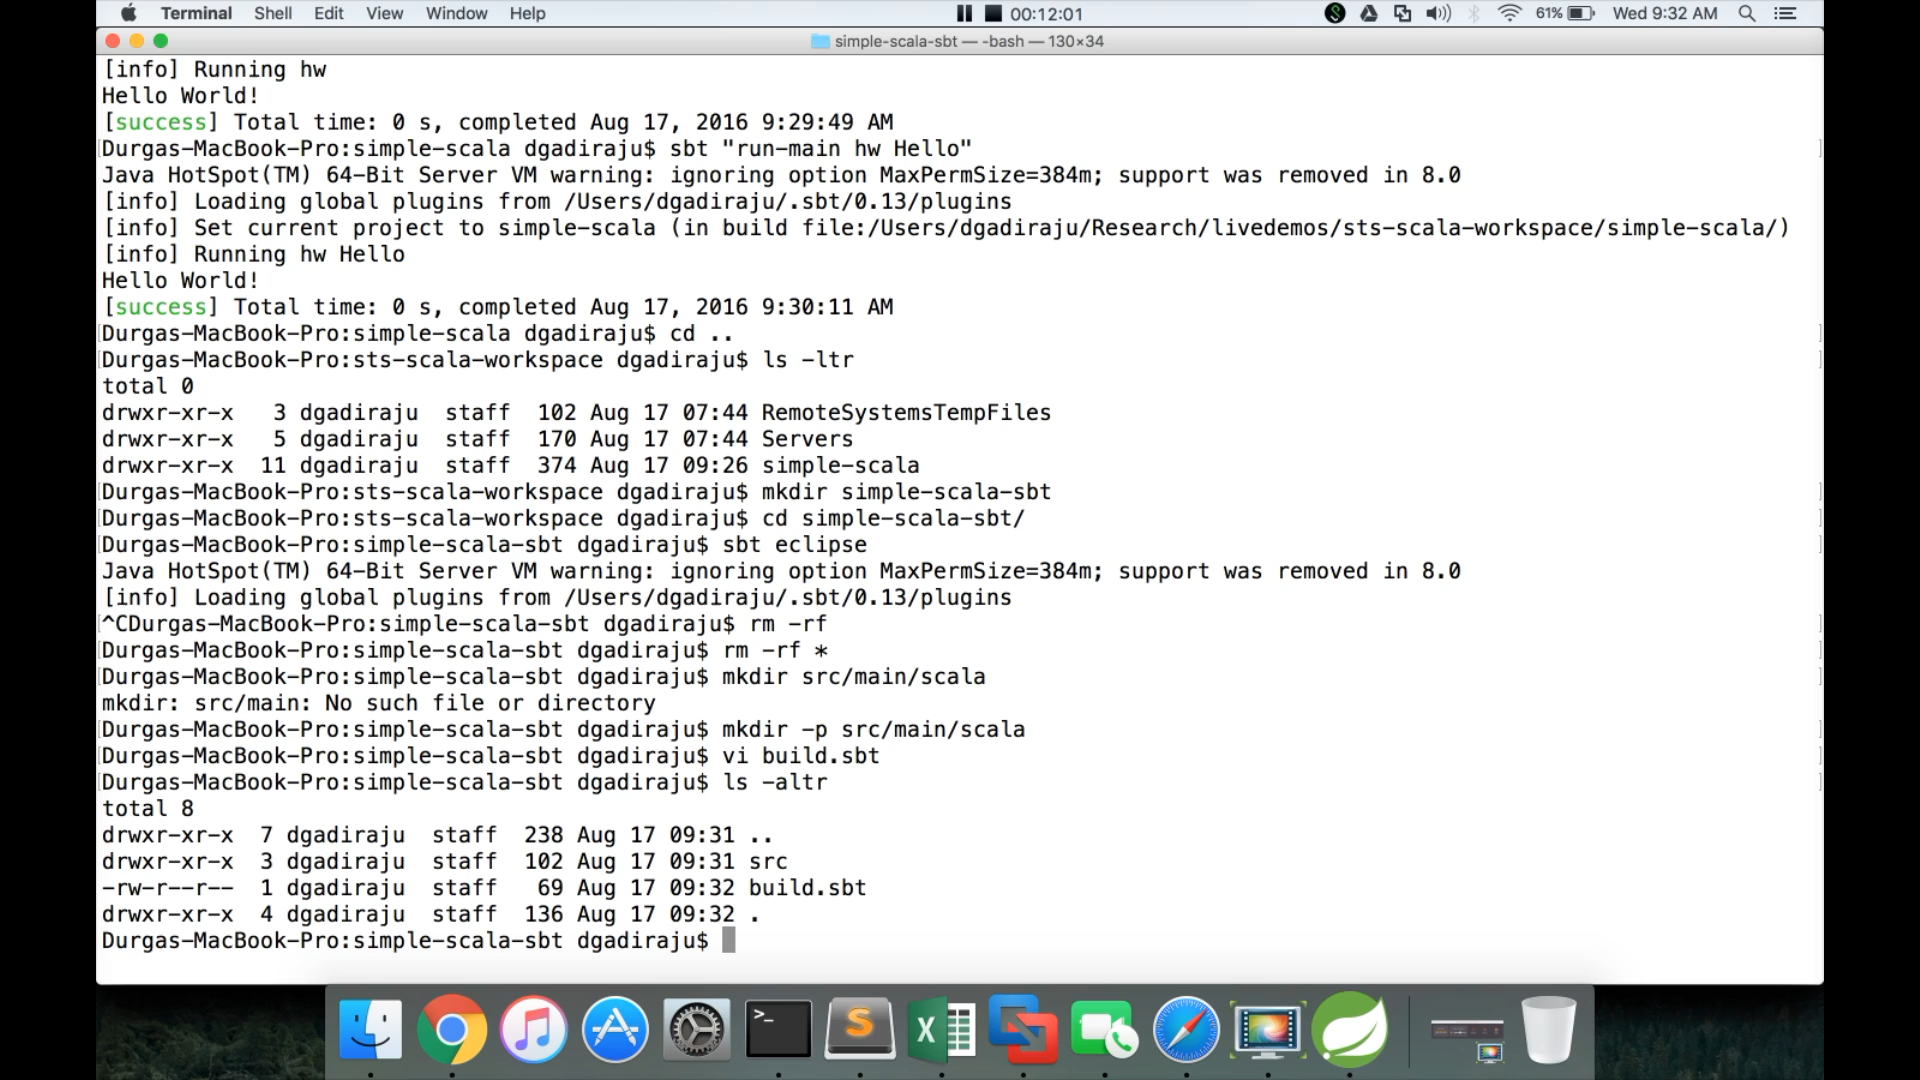 Terminal Shell Edit View Window Help 00:12:01 61% Wed 9:32 AM
simple-scala-sbt — -bash — 130×34
[info] Running hw
Hello World!
[success] Total time: 0 s, completed Aug 17, 2016 9:29:49 AM
Durgas-MacBook-Pro:simple-scala dgadiraju$ sbt "run-main hw Hello"
Java HotSpot(TM) 64-Bit Server VM warning: ignoring option MaxPermSize=384m; support was removed in 8.0
[info] Loading global plugins from /Users/dgadiraju/.sbt/0.13/plugins
[info] Set current project to simple-scala (in build file:/Users/dgadiraju/Research/livedemos/sts-scala-workspace/simple-scala/)
[info] Running hw Hello
Hello World!
[success] Total time: 0 s, completed Aug 17, 2016 9:30:11 AM
Durgas-MacBook-Pro:simple-scala dgadiraju$ cd ..
Durgas-MacBook-Pro:sts-scala-workspace dgadiraju$ ls -ltr
total 0
drwxr-xr-x   3 dgadiraju  staff  102 Aug 17 07:44 RemoteSystemsTempFiles
drwxr-xr-x   5 dgadiraju  staff  170 Aug 17 07:44 Servers
drwxr-xr-x  11 dgadiraju  staff  374 Aug 17 09:26 simple-scala
Durgas-MacBook-Pro:sts-scala-workspace dgadiraju$ mkdir simple-scala-sbt
Durgas-MacBook-Pro:sts-scala-workspace dgadiraju$ cd simple-scala-sbt/
Durgas-MacBook-Pro:simple-scala-sbt dgadiraju$ sbt eclipse
Java HotSpot(TM) 64-Bit Server VM warning: ignoring option MaxPermSize=384m; support was removed in 8.0
[info] Loading global plugins from /Users/dgadiraju/.sbt/0.13/plugins
^CDurgas-MacBook-Pro:simple-scala-sbt dgadiraju$ rm -rf
Durgas-MacBook-Pro:simple-scala-sbt dgadiraju$ rm -rf *
Durgas-MacBook-Pro:simple-scala-sbt dgadiraju$ mkdir src/main/scala
mkdir: src/main: No such file or directory
Durgas-MacBook-Pro:simple-scala-sbt dgadiraju$ mkdir -p src/main/scala
Durgas-MacBook-Pro:simple-scala-sbt dgadiraju$ vi build.sbt
Durgas-MacBook-Pro:simple-scala-sbt dgadiraju$ ls -altr
total 8
drwxr-xr-x  7 dgadiraju  staff  238 Aug 17 09:31 ..
drwxr-xr-x  3 dgadiraju  staff  102 Aug 17 09:31 src
-rw-r--r--  1 dgadiraju  staff   69 Aug 17 09:32 build.sbt
drwxr-xr-x  4 dgadiraju  staff  136 Aug 17 09:32 .
Durgas-MacBook-Pro:simple-scala-sbt dgadiraju$